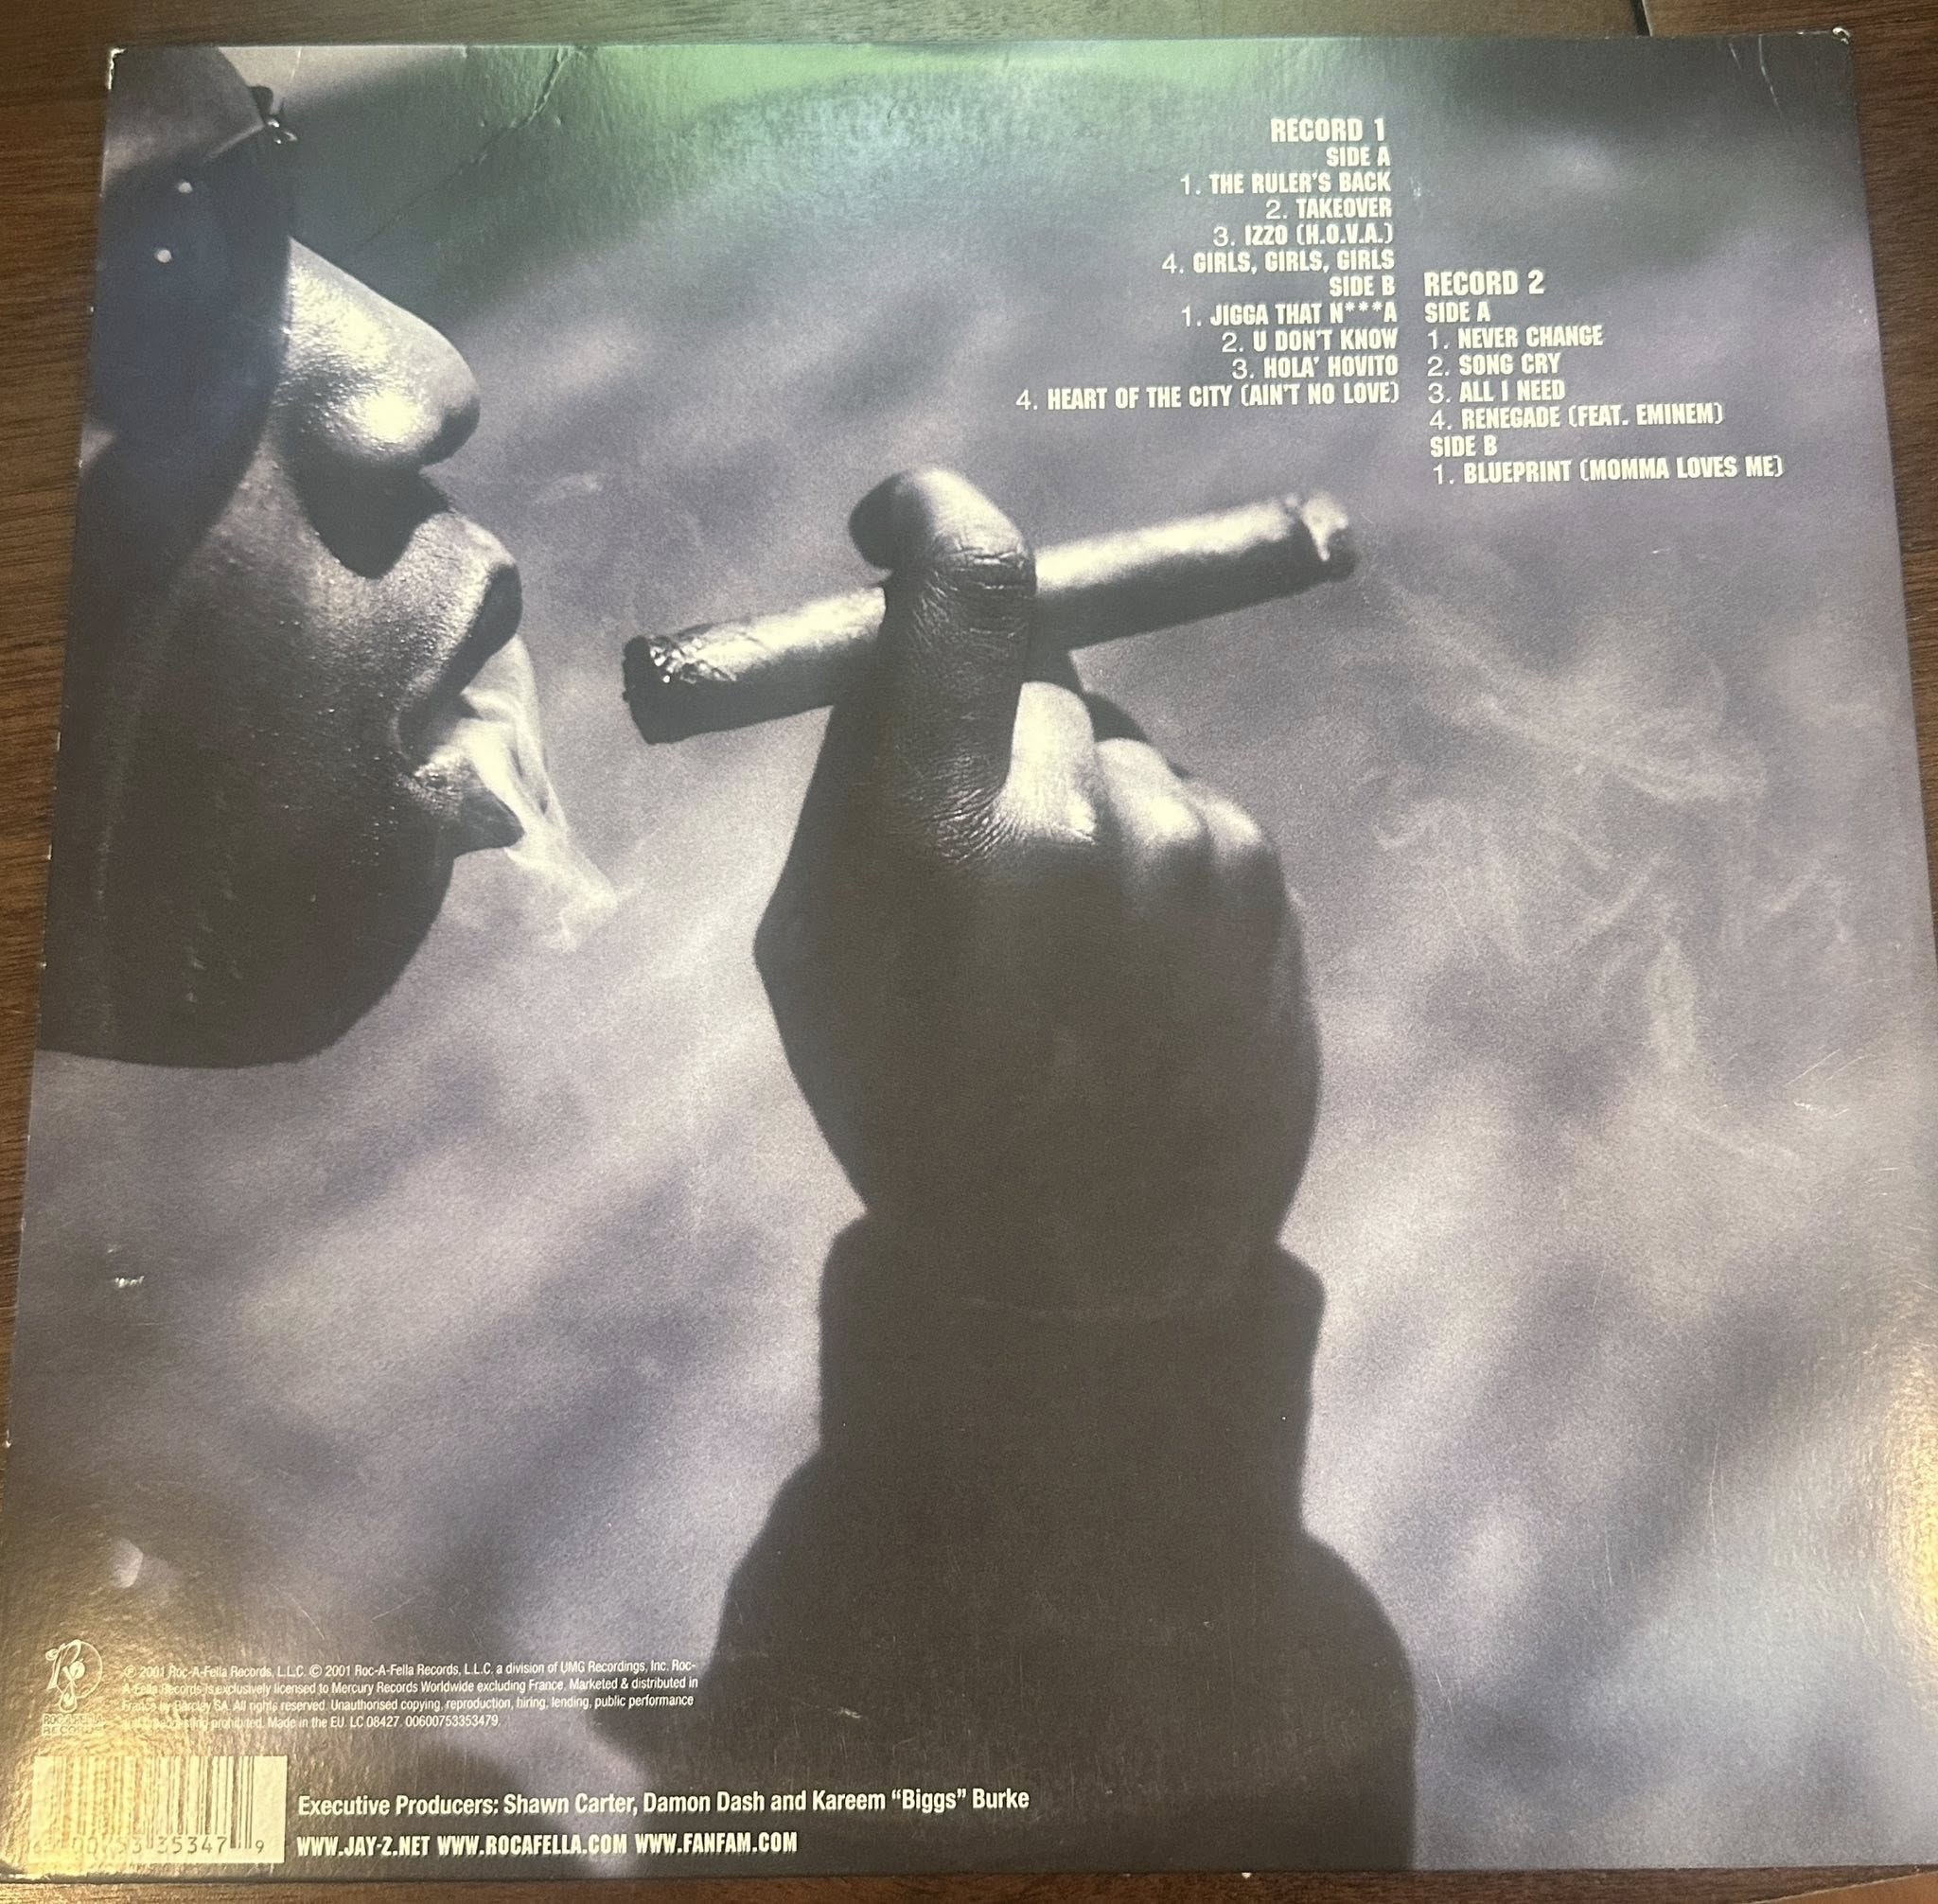 RECORD 1
SIDE A
1. THE RULER'S BACK
2. TAKEOVER
3. IZZO (H.O.V.A.)
4. GIRLS, GIRLS, GIRLS
SIDE B
1. JIGGA THAT N***A
2. U DON'T KNOW
3. HOLA' HOVITO
4. HEART OF THE CITY (AIN'T NO LOVE)
RECORD 2
SIDE A
1. NEVER CHANGE
2. SONG CRY
3. ALL I NEED
4. RENEGADE (FEAT. EMINEM)
SIDE B
1. BLUEPRINT (MOMMA LOVES ME)
℗ 2001 Roc-A-Fella Records, L.L.C. © 2001 Roc-A-Fella Records, L.L.C. a division of UMG Recordings, Inc. Roc-
A-Fella Records is exclusively licensed to Mercury Records Worldwide excluding France. Marketed & distributed in
France by Barclay SA. All rights reserved. Unauthorised copying, reproduction, hiring, lending, public performance
prohibited. Made in the EU. LC 08427. 00600753353479
ROC-A-FELLA
RECORDS
35347 9
Executive Producers: Shawn Carter, Damon Dash and Kareem “Biggs” Burke
WWW.JAY-Z.NET WWW.ROCAFELLA.COM WWW.FANFAM.COM